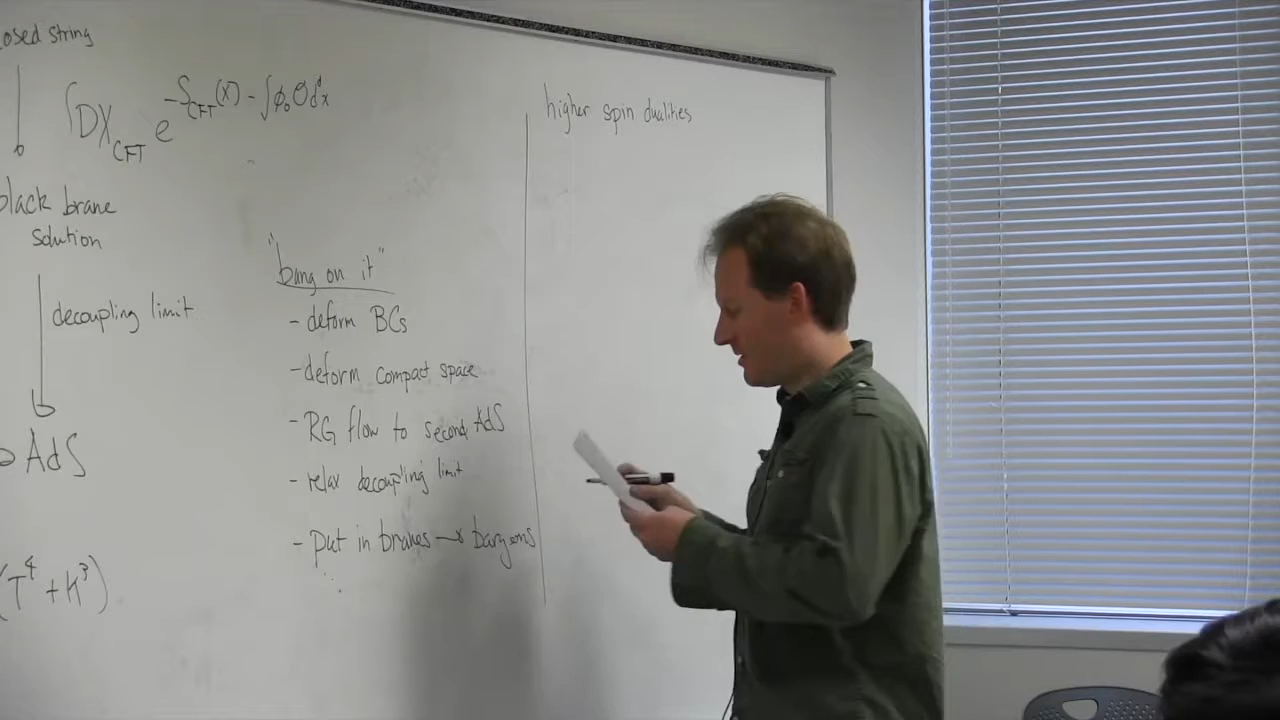 osed string
∫DX_CFT e^{-S_CFT(X) - ∫ϕ₀ O d^d x}
black brane
solution
decoupling limit
AdS
(T⁴ + K³)
"bang on it"
- deform BCs
- deform compact space
- RG flow to second AdS
- relax decoupling limit
- put in branes → baryons
higher spin dualities